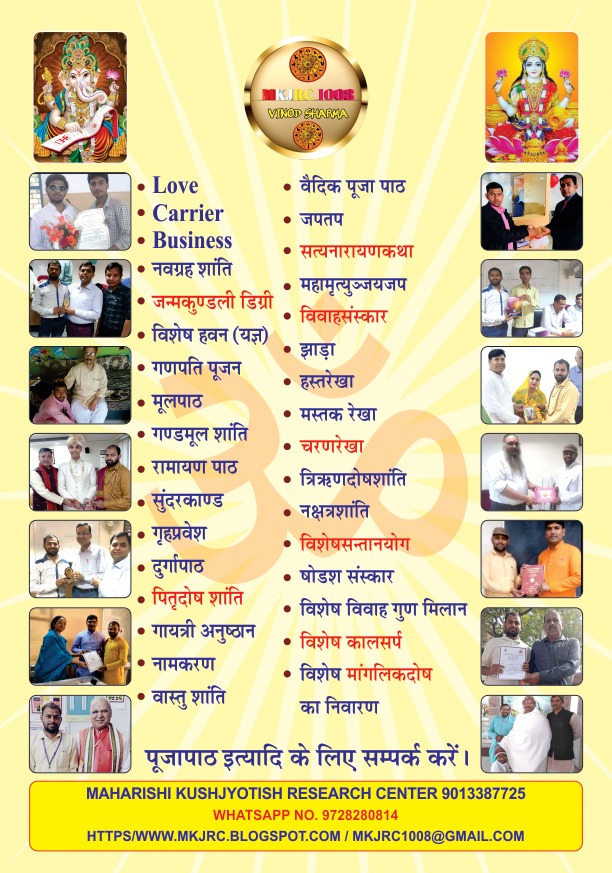 MKJRC.1008
VINOD SHARMA
Love
Carrier
Business
नवग्रह शांति
जन्मकुण्डली डिग्री
विशेष हवन (यज्ञ)
गणपति पूजन
मूलपाठ
गण्डमूल शांति
रामायण पाठ
सुंदरकाण्ड
गृहप्रवेश
दुर्गापाठ
पितृदोष शांति
गायत्री अनुष्ठान
नामकरण
वास्तु शांति
वैदिक पूजा पाठ
जपतप
सत्यनारायणकथा
महामृत्युञ्जयजप
विवाहसंस्कार
झाड़ा
हस्तरेखा
मस्तक रेखा
चरणरेखा
त्रिऋणदोषशांति
नक्षत्रशांति
विशेषसन्तानयोग
षोडश संस्कार
विशेष विवाह गुण मिलान
विशेष कालसर्प
विशेष मांगलिकदोष
का निवारण
पूजापाठ इत्यादि के लिए सम्पर्क करें।
MAHARISHI KUSHJYOTISH RESEARCH CENTER 9013387725
WHATSAPP NO. 9728280814
HTTPS/WWW.MKJRC.BLOGSPOT.COM / MKJRC1008@GMAIL.COM